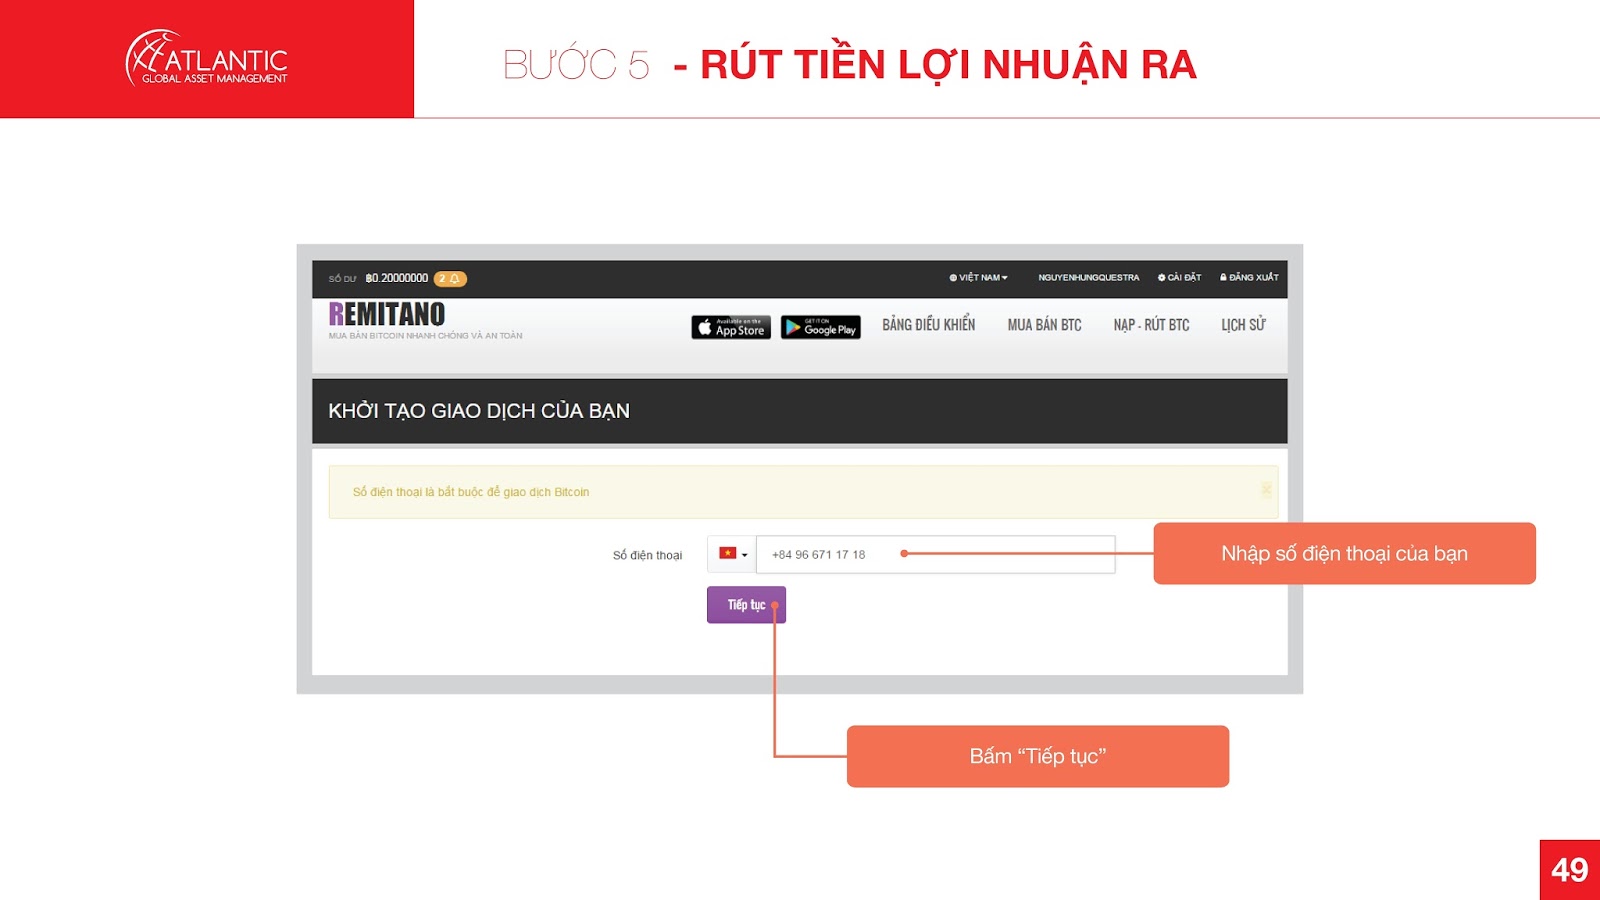 ATLANTIC
GLOBAL ASSET MANAGEMENT
BƯỚC 5 - RÚT TIỀN LỢI NHUẬN RA
SỐ DƯ ฿0.20000000 2
VIỆT NAM NGUYENHUNGQUESTRA CÀI ĐẶT ĐĂNG XUẤT
REMITANO
MUA BÁN BITCOIN NHANH CHÓNG VÀ AN TOÀN
Available on the App Store
GET IT ON Google Play
BẢNG ĐIỀU KHIỂN MUA BÁN BTC NẠP - RÚT BTC LỊCH SỬ
KHỞI TẠO GIAO DỊCH CỦA BẠN
Số điện thoại là bắt buộc để giao dịch Bitcoin
Số điện thoại +84 96 671 17 18
Nhập số điện thoại của bạn
Tiếp tục
Bấm “Tiếp tục”
49